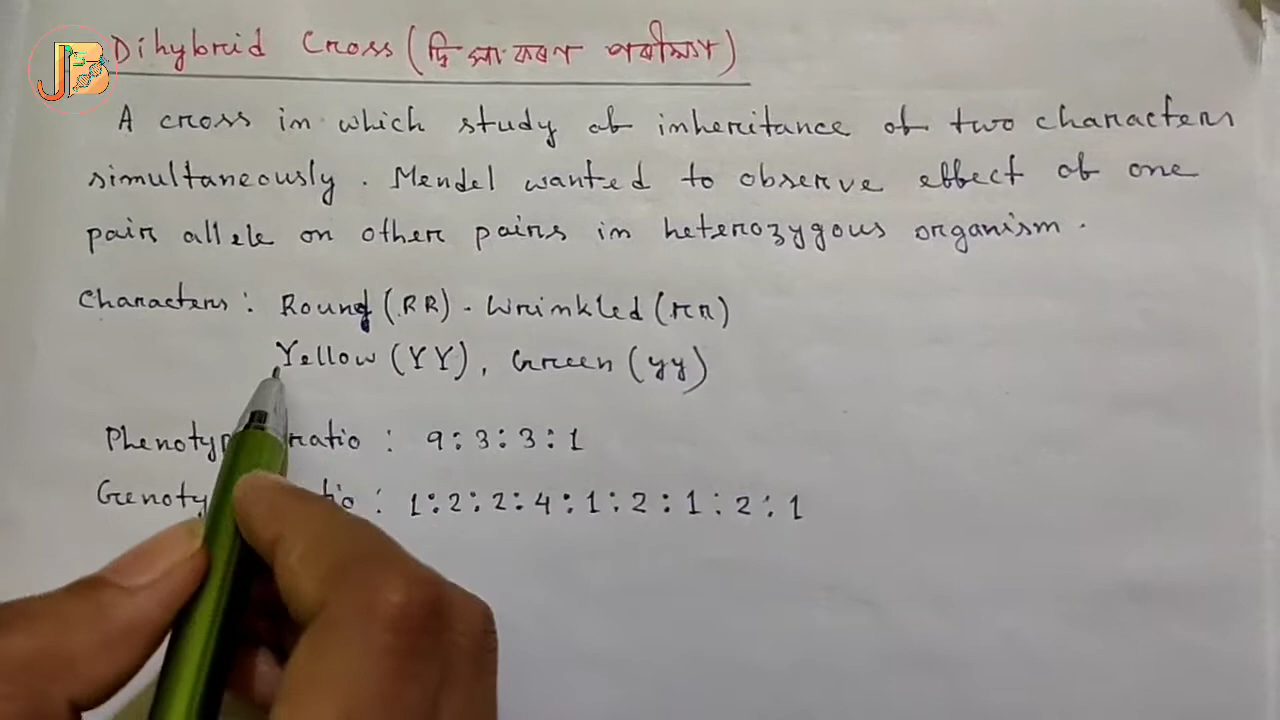 JB
Dihybrid Cross (দ্বি সংকরণ পৰীক্ষা)
A cross in which study of inheritance of two characters
simultaneously. Mendel wanted to observe effect of one
pair allele on other pairs in heterozygous organism.
Characters: Round (RR) - Wrinkled (rr)
Yellow (YY), Green (yy)
ratio : 9:3:3:1
1:2:2:4:1:2:1:2:1